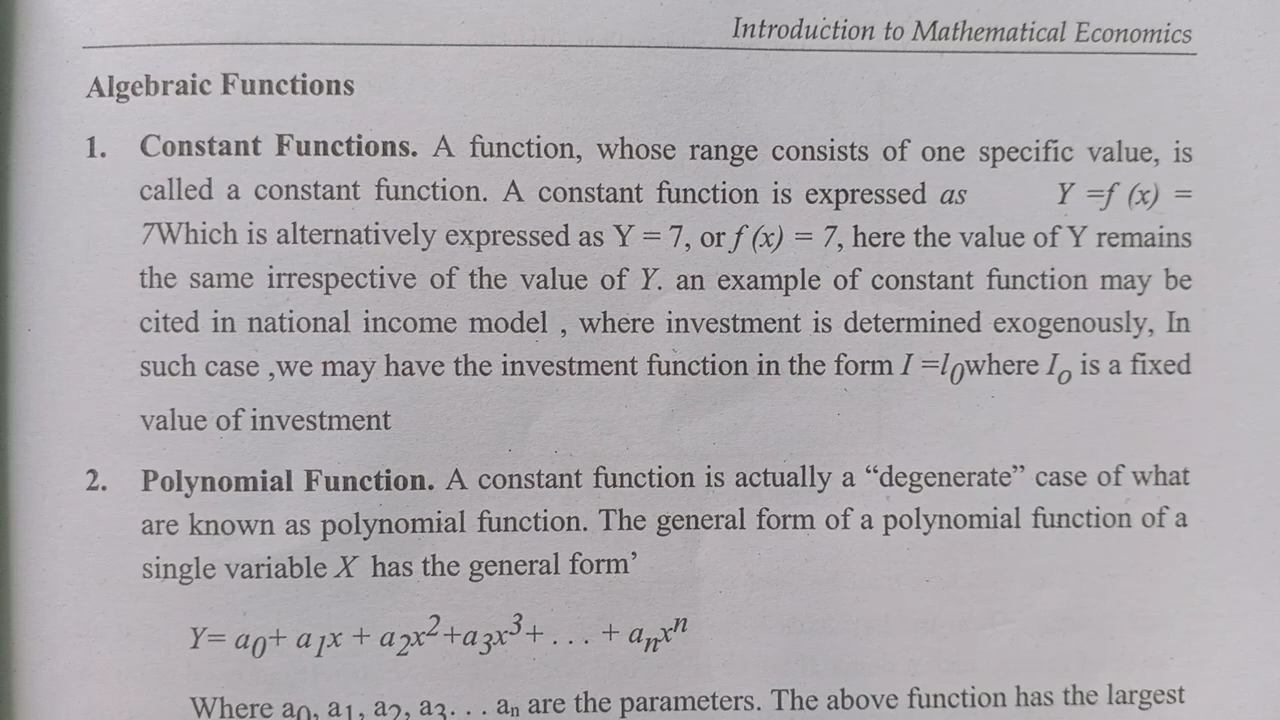 Introduction to Mathematical Economics
Algebraic Functions
1. Constant Functions. A function, whose range consists of one specific value, is
called a constant function. A constant function is expressed as Y =f (x) =
7Which is alternatively expressed as Y = 7, or f (x) = 7, here the value of Y remains
the same irrespective of the value of Y. an example of constant function may be
cited in national income model , where investment is determined exogenously, In
such case ,we may have the investment function in the form I =l₀where Iₒ is a fixed
value of investment
2. Polynomial Function. A constant function is actually a “degenerate” case of what
are known as polynomial function. The general form of a polynomial function of a
single variable X has the general form’
Y= a₀+ a₁x + a₂x²+a₃x³+ . . . + aₙxⁿ
Where a₀, a₁, a₂, a₃. . . aₙ are the parameters. The above function has the largest